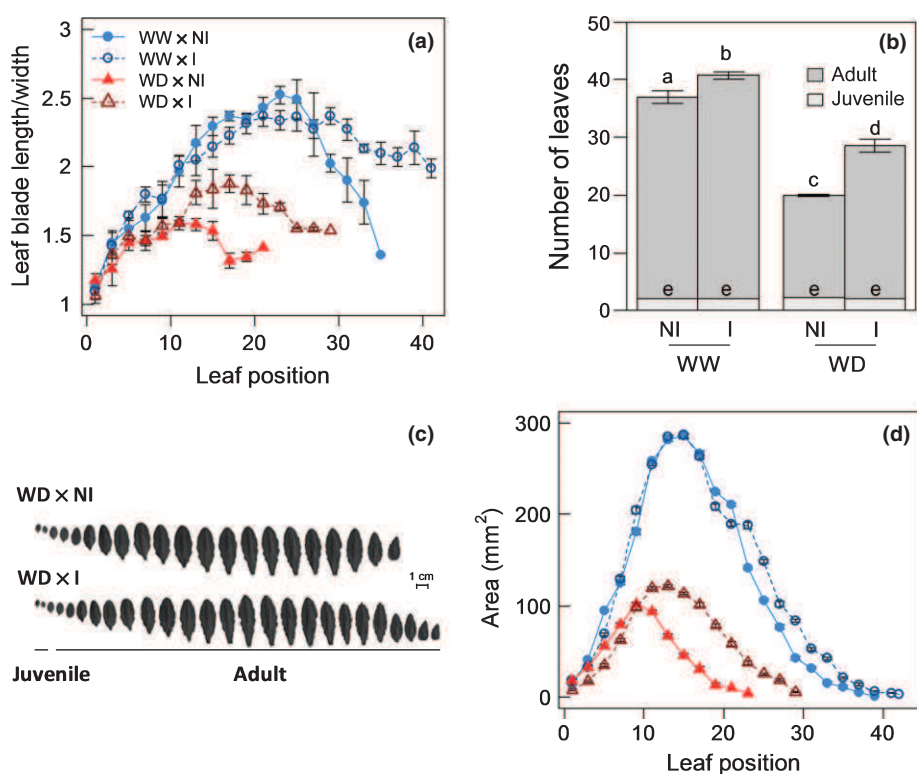 (a)
3
2.5
2
1.5
1
Leaf blade length/width
WW × NI
WW × I
WD × NI
WD × I
0 10 20 30 40
Leaf position
(b)
50
40
30
20
10
0
Number of leaves
Adult
Juvenile
a b c d
e e e e
NI I NI I
WW WD
(c)
WD × NI
WD × I
1 cm
Juvenile Adult
(d)
300
200
100
0
Area (mm²)
0 10 20 30 40
Leaf position